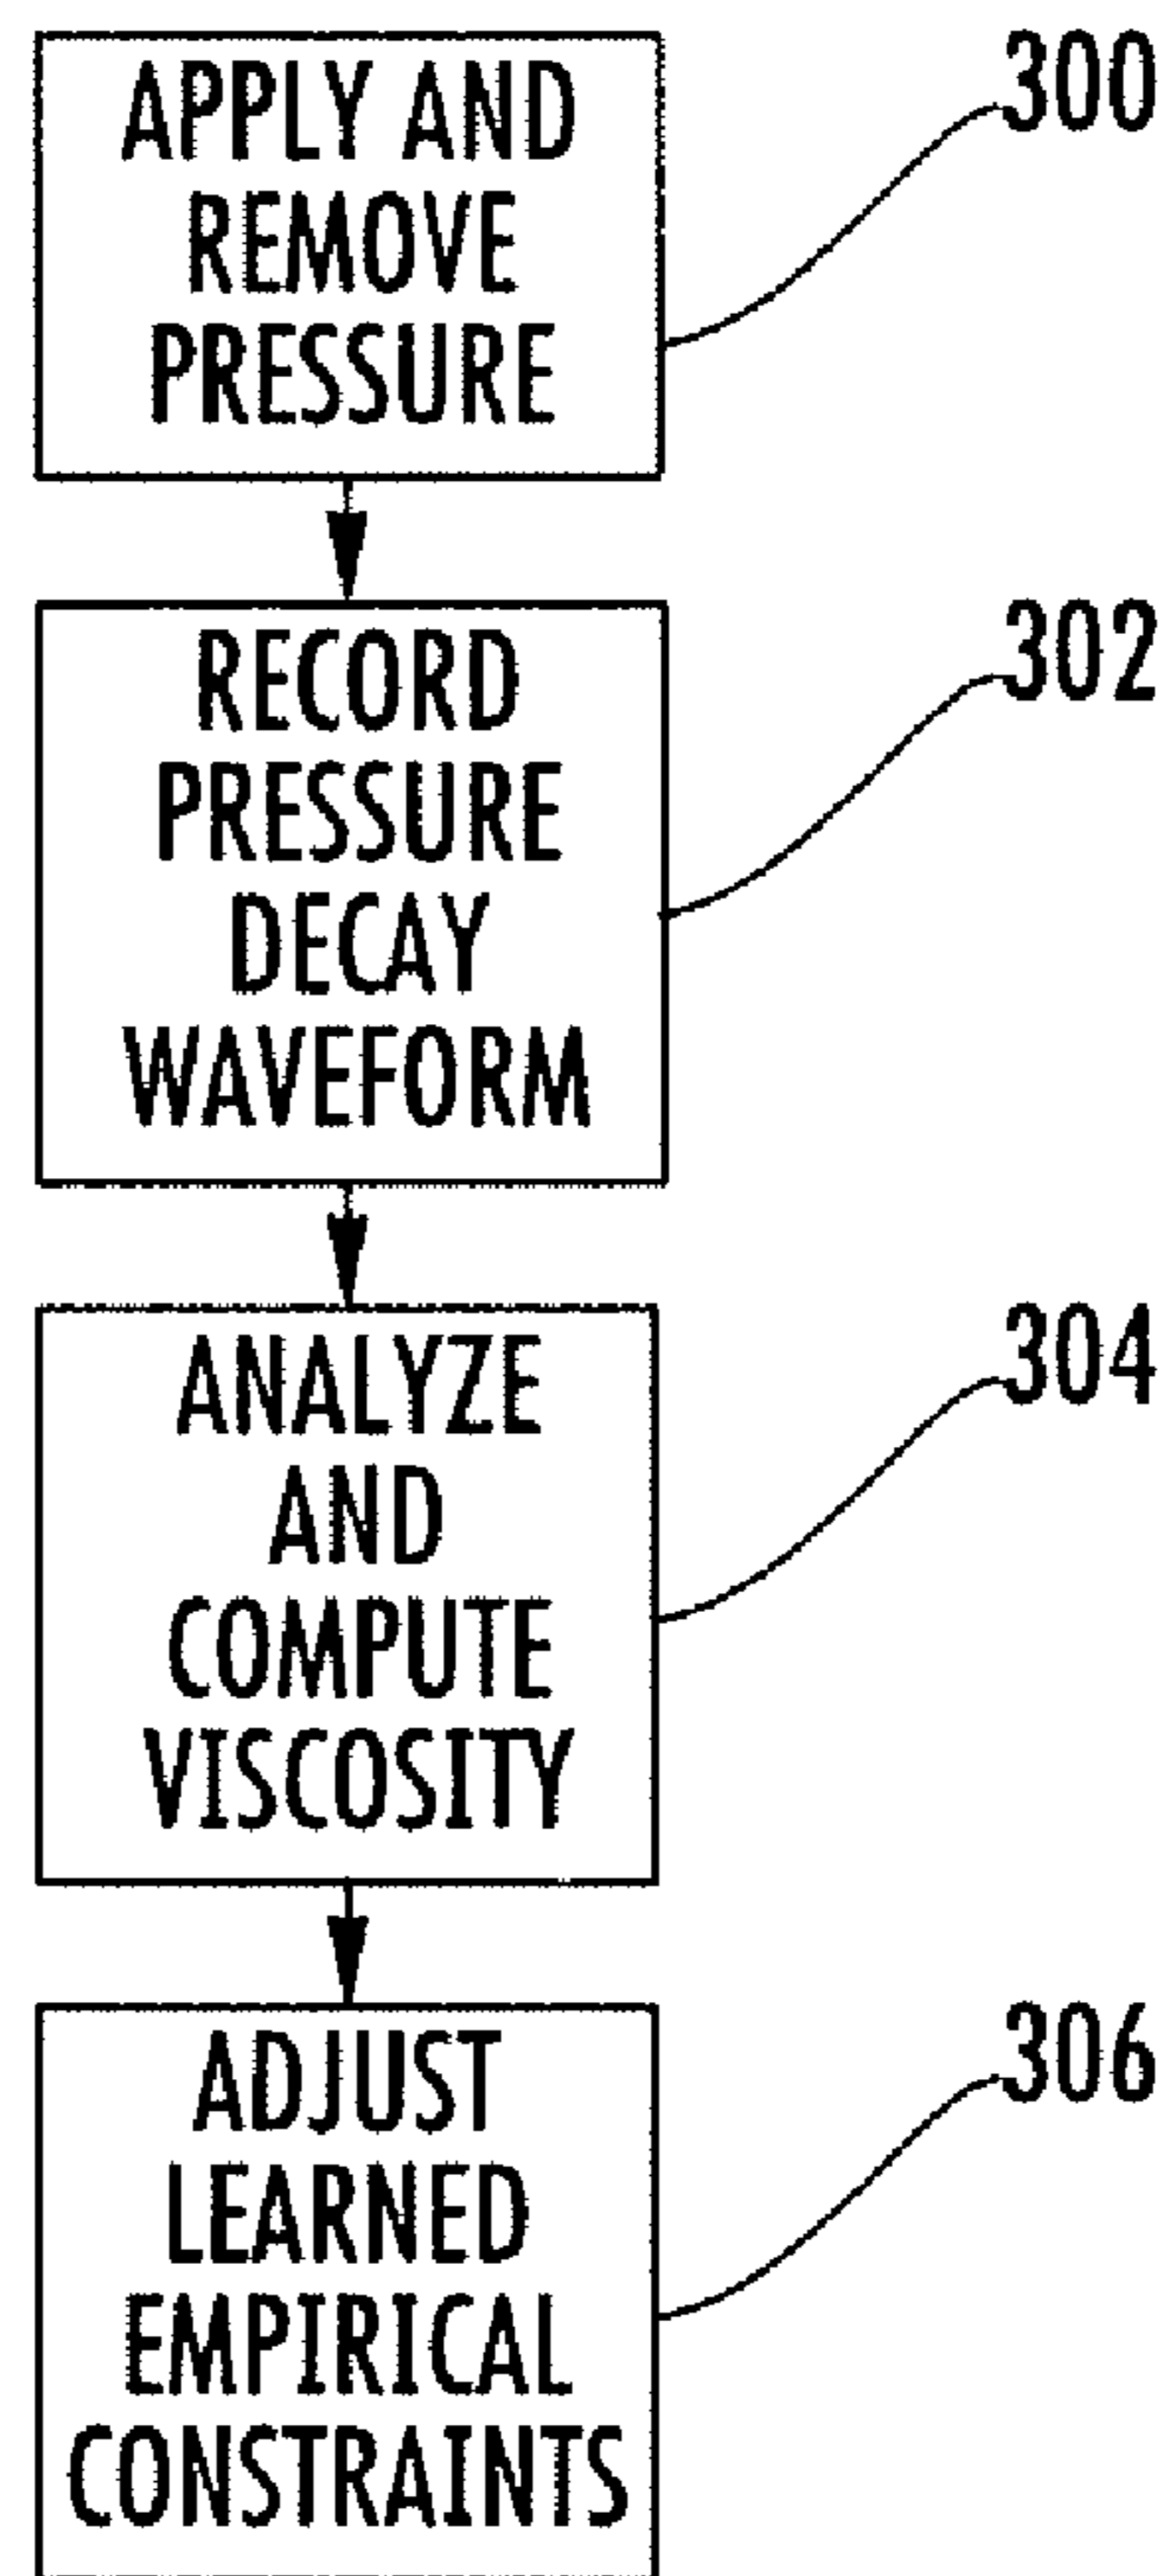 APPLY AND
REMOVE
PRESSURE
300
RECORD
PRESSURE
DECAY
WAVEFORM
302
ANALYZE
AND
COMPUTE
VISCOSITY
304
ADJUST
LEARNED
EMPIRICAL
CONSTRAINTS
306